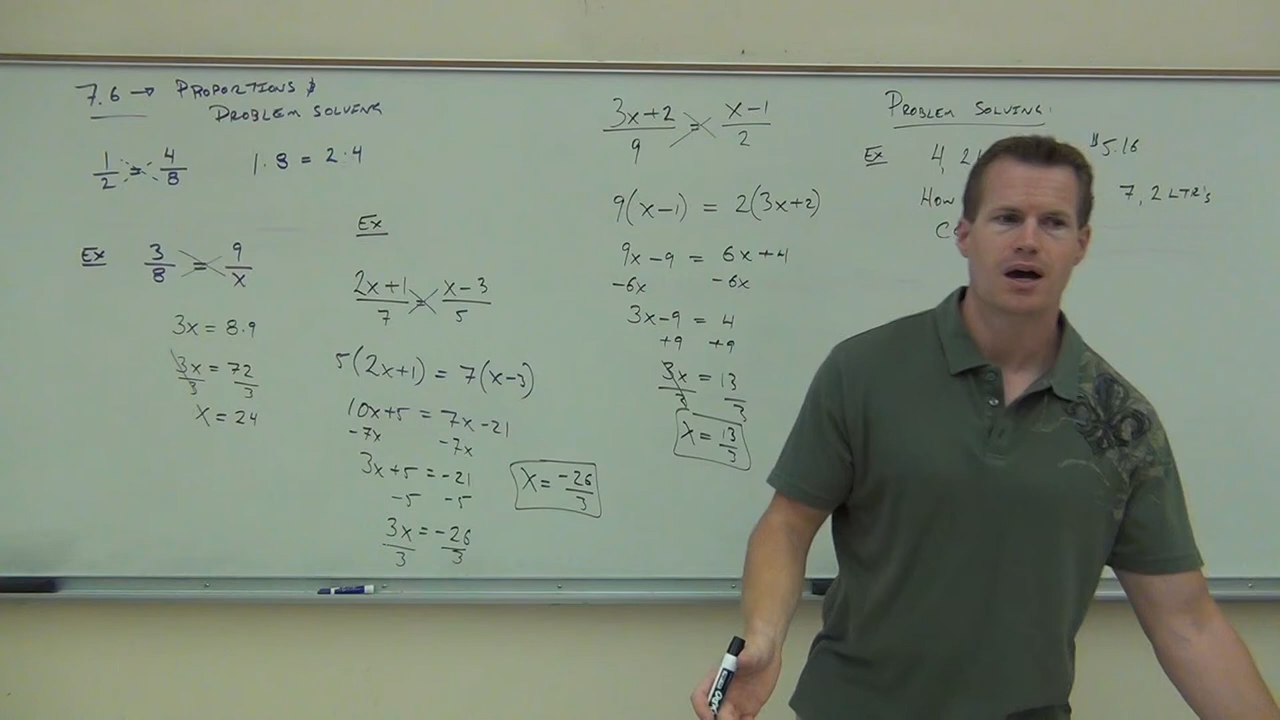 7.6 → PROPORTIONS &
PROBLEM SOLVING
1/2 = 4/8
1·8 = 2·4
Ex 3/8 = 9/x
3x = 8·9
3x/3 = 72/3
x = 24
Ex
2x+1/7 = x-3/5
5(2x+1) = 7(x-3)
10x+5 = 7x-21
-7x -7x
3x+5 = -21
-5 -5
3x/3 = -26/3
x = -26/3
3x+2/9 = x-1/2
9(x-1) = 2(3x+2)
9x-9 = 6x+4
-6x -6x
3x-9 = 4
+9 +9
3x/3 = 13/3
x = 13/3
PROBLEM SOLVING:
Ex 4, 2 $5.16
How 7, 2 LTR's